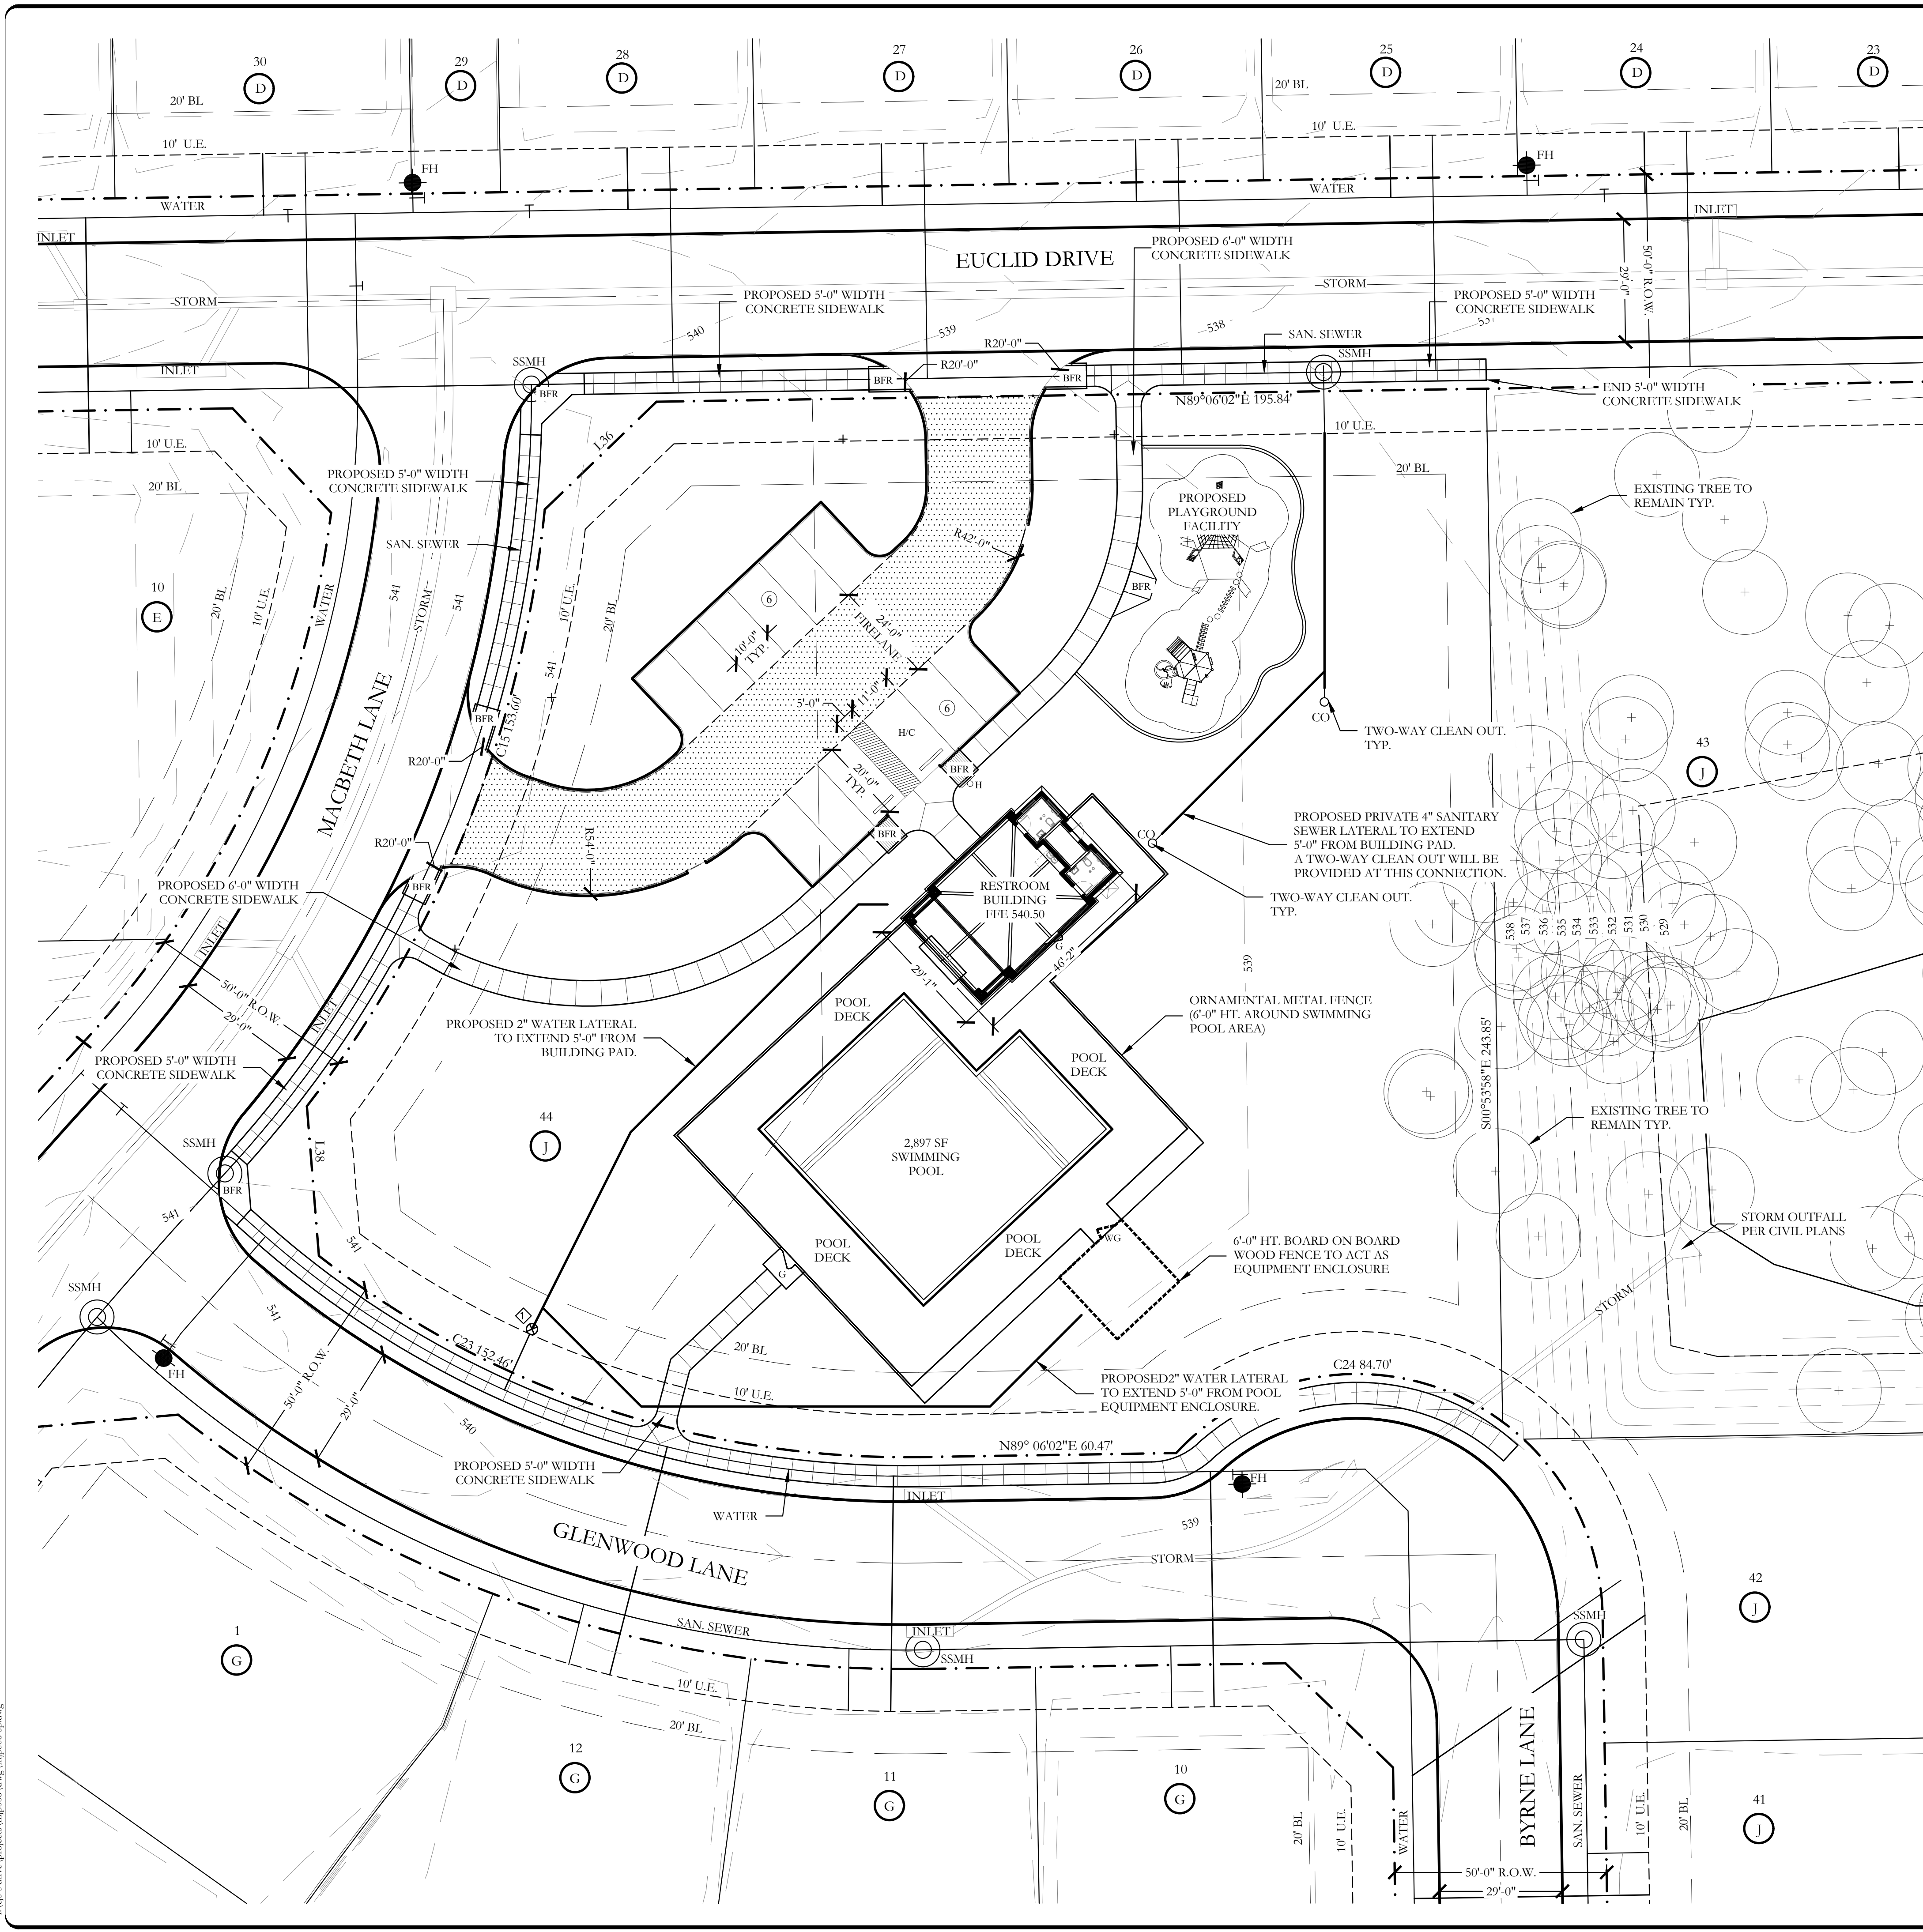 30
D
29
D
28
D
27
D
26
D
25
D
24
D
23
D
20' BL
20' BL
10' U.E.
10' U.E.
FH
FH
WATER
WATER
INLET
INLET
EUCLID DRIVE
PROPOSED 6'-0" WIDTH
CONCRETE SIDEWALK
50'-0" R.O.W.
29'-0"
STORM
STORM
PROPOSED 5'-0" WIDTH
CONCRETE SIDEWALK
PROPOSED 5'-0" WIDTH
CONCRETE SIDEWALK
540
539
538
SAN. SEWER
R20'-0"
R20'-0"
SSMH
SSMH
INLET
BFR
BFR
BFR
END 5'-0" WIDTH
CONCRETE SIDEWALK
N89°06'02"E 195.84'
10' U.E.
10' U.E.
L36
20' BL
20' BL
PROPOSED 5'-0" WIDTH
CONCRETE SIDEWALK
EXISTING TREE TO
REMAIN TYP.
PROPOSED
PLAYGROUND
FACILITY
SAN. SEWER
R42'-0"
10
E
20' BL
10' U.E.
WATER
541
STORM
541
10' U.E.
20' BL
6
24'-0"
FIRELANE
BFR
10'-0"
TYP.
541
MACBETH LANE
C15 153.60'
BFR
5'-0"
11'-0"
6
H/C
CO
TWO-WAY CLEAN OUT.
TYP.
43
J
R20'-0"
20'-0"
TYP.
BFR
H
BFR
CO
PROPOSED PRIVATE 4" SANITARY
SEWER LATERAL TO EXTEND
5'-0" FROM BUILDING PAD.
A TWO-WAY CLEAN OUT WILL BE
PROVIDED AT THIS CONNECTION.
R20'-0"
R54'-0"
PROPOSED 6'-0" WIDTH
CONCRETE SIDEWALK
BFR
RESTROOM
BUILDING
FFE 540.50
TWO-WAY CLEAN OUT.
TYP.
538
537
536
535
534
533
532
531
530
529
INLET
G
46'-2"
29'-1"
539
50'-0" R.O.W.
29'-0"
INLET
POOL
DECK
ORNAMENTAL METAL FENCE
(6'-0" HT. AROUND SWIMMING
POOL AREA)
PROPOSED 2" WATER LATERAL
TO EXTEND 5'-0" FROM
BUILDING PAD.
PROPOSED 5'-0" WIDTH
CONCRETE SIDEWALK
POOL
DECK
S00°53'58"E 243.85'
EXISTING TREE TO
REMAIN TYP.
44
J
L38
SSMH
BFR
2,897 SF
SWIMMING
POOL
541
541
POOL
DECK
POOL
DECK
WG
G
6'-0" HT. BOARD ON BOARD
WOOD FENCE TO ACT AS
EQUIPMENT ENCLOSURE
STORM OUTFALL
PER CIVIL PLANS
SSMH
541
STORM
C23 152.46'
20' BL
FH
50'-0" R.O.W.
29'-0"
10' U.E.
C24 84.70'
PROPOSED2" WATER LATERAL
TO EXTEND 5'-0" FROM POOL
EQUIPMENT ENCLOSURE.
540
N89° 06'02"E 60.47'
PROPOSED 5'-0" WIDTH
CONCRETE SIDEWALK
FH
INLET
WATER
539
GLENWOOD LANE
STORM
42
J
SAN. SEWER
INLET
SSMH
SSMH
1
G
10' U.E.
20' BL
12
G
11
G
10
G
20' BL
10' U.E.
WATER
BYRNE LANE
SAN. SEWER
10' U.E.
20' BL
41
J
50'-0" R.O.W.
29'-0"